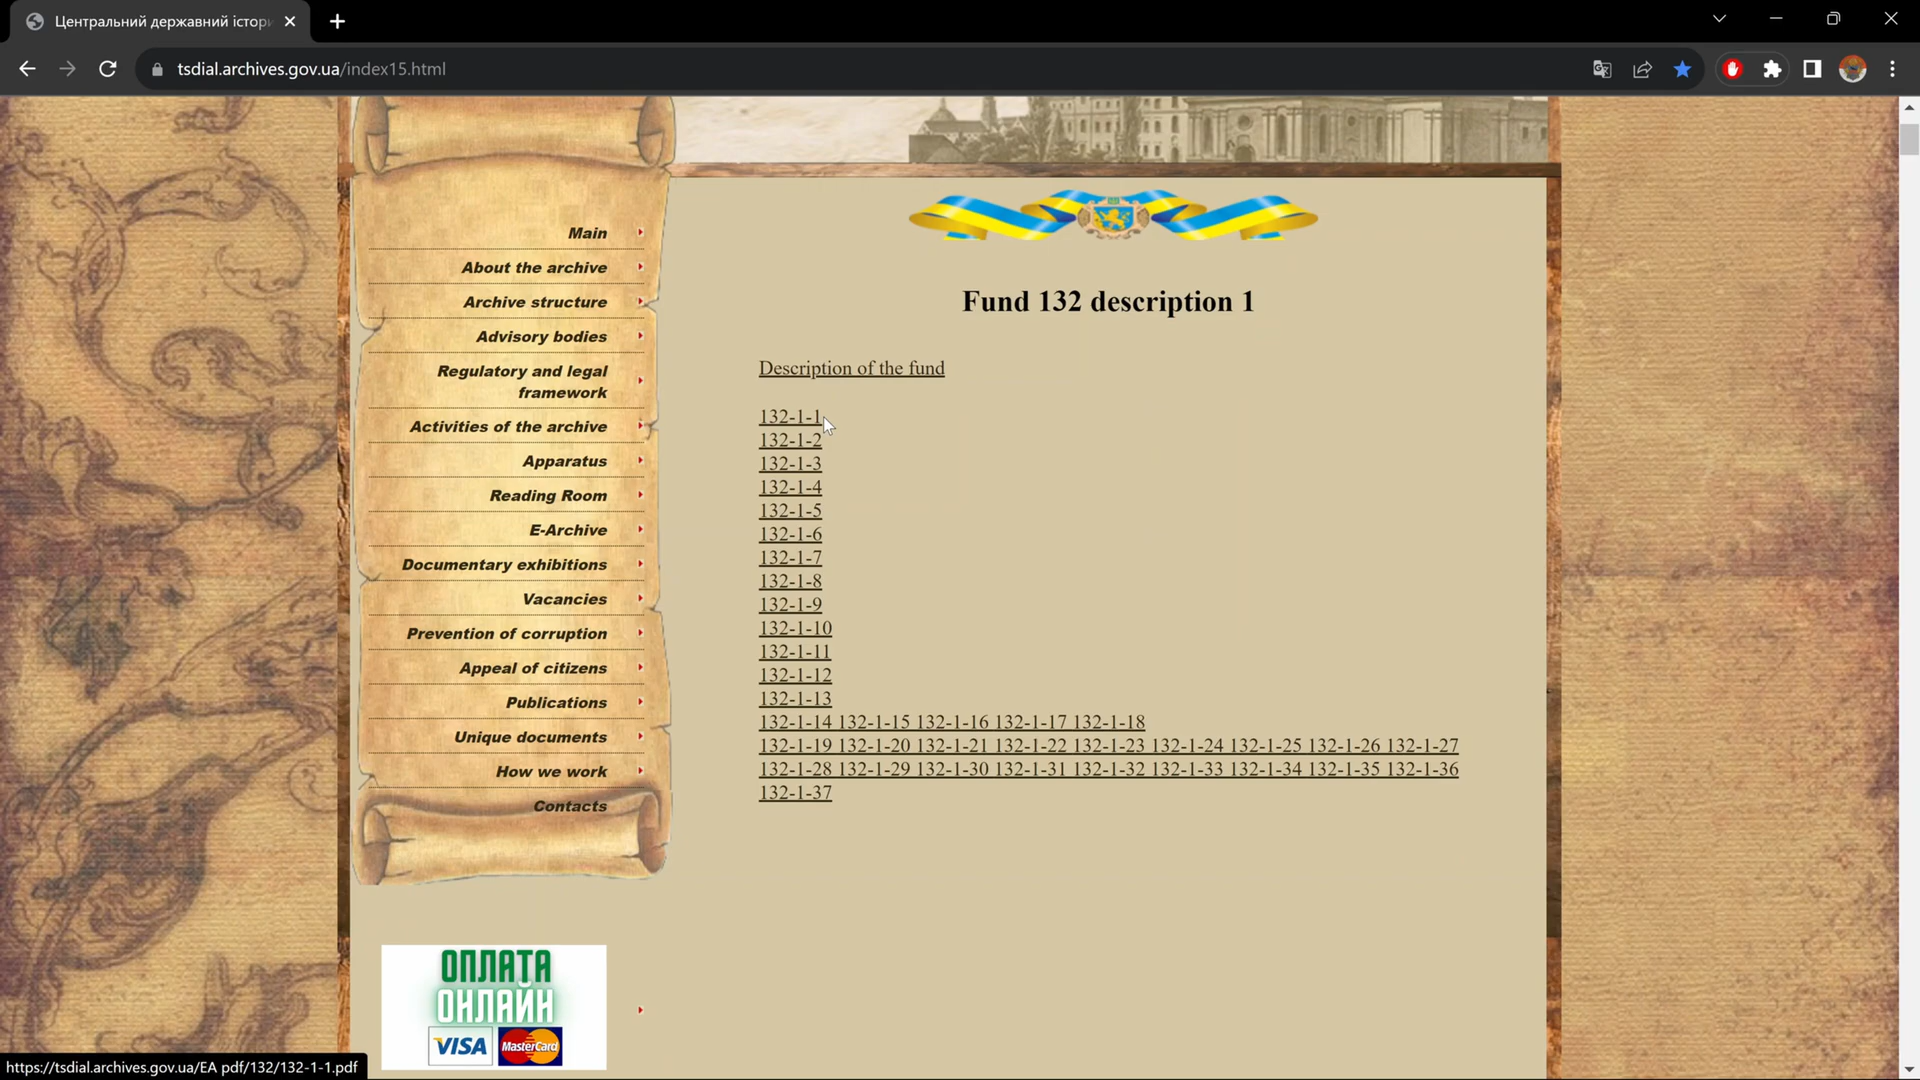 Центральний державний істори
tsdial.archives.gov.ua/index15.html
Main
About the archive
Archive structure
Advisory bodies
Regulatory and legal
framework
Activities of the archive
Apparatus
Reading Room
E-Archive
Documentary exhibitions
Vacancies
Prevention of corruption
Appeal of citizens
Publications
Unique documents
How we work
Contacts
ОПЛАТА
ОНЛАЙН
VISA MasterCard
Fund 132 description 1
Description of the fund
132-1-1
132-1-2
132-1-3
132-1-4
132-1-5
132-1-6
132-1-7
132-1-8
132-1-9
132-1-10
132-1-11
132-1-12
132-1-13
132-1-14 132-1-15 132-1-16 132-1-17 132-1-18
132-1-19 132-1-20 132-1-21 132-1-22 132-1-23 132-1-24 132-1-25 132-1-26 132-1-27
132-1-28 132-1-29 132-1-30 132-1-31 132-1-32 132-1-33 132-1-34 132-1-35 132-1-36
132-1-37
https://tsdial.archives.gov.ua/EA pdf/132/132-1-1.pdf